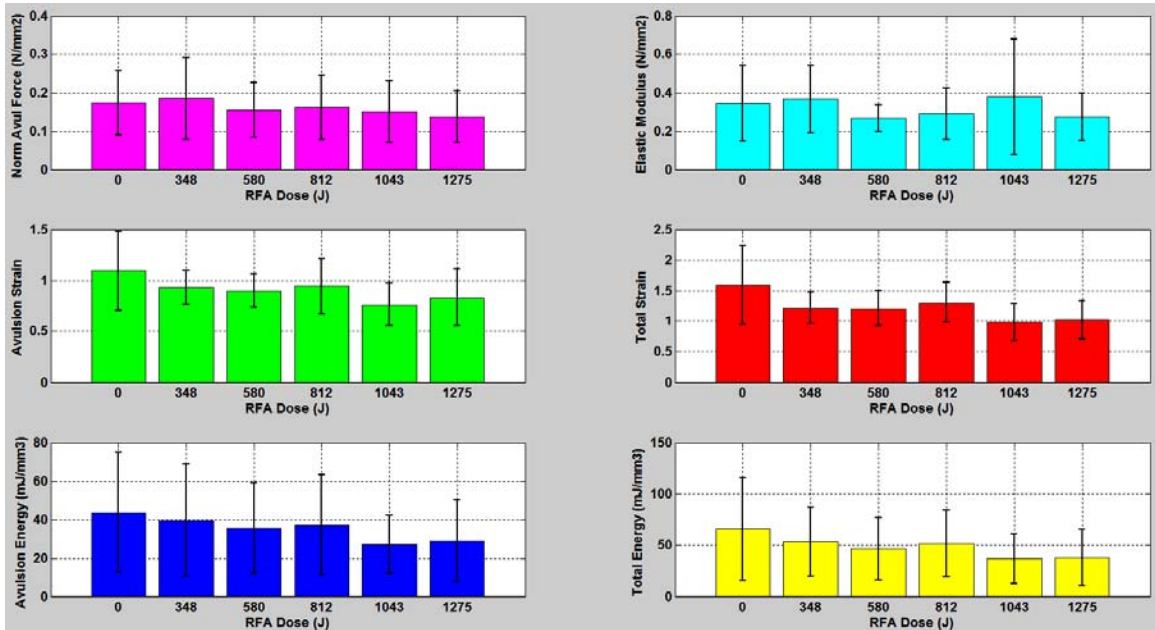 Norm Avul Force (N/mm2)
0.4
0.3
0.2
0.1
0
0 348 580 812 1043 1275
RFA Dose (J)
Elastic Modulus (N/mm2)
0.8
0.6
0.4
0.2
0
0 348 580 812 1043 1275
RFA Dose (J)
Avulsion Strain
1.5
1
0.5
0
0 348 580 812 1043 1275
RFA Dose (J)
Total Strain
2.5
2
1.5
1
0.5
0
0 348 580 812 1043 1275
RFA Dose (J)
Avulsion Energy (mJ/mm3)
80
60
40
20
0
0 348 580 812 1043 1275
RFA Dose (J)
Total Energy (mJ/mm3)
150
100
50
0
0 348 580 812 1043 1275
RFA Dose (J)